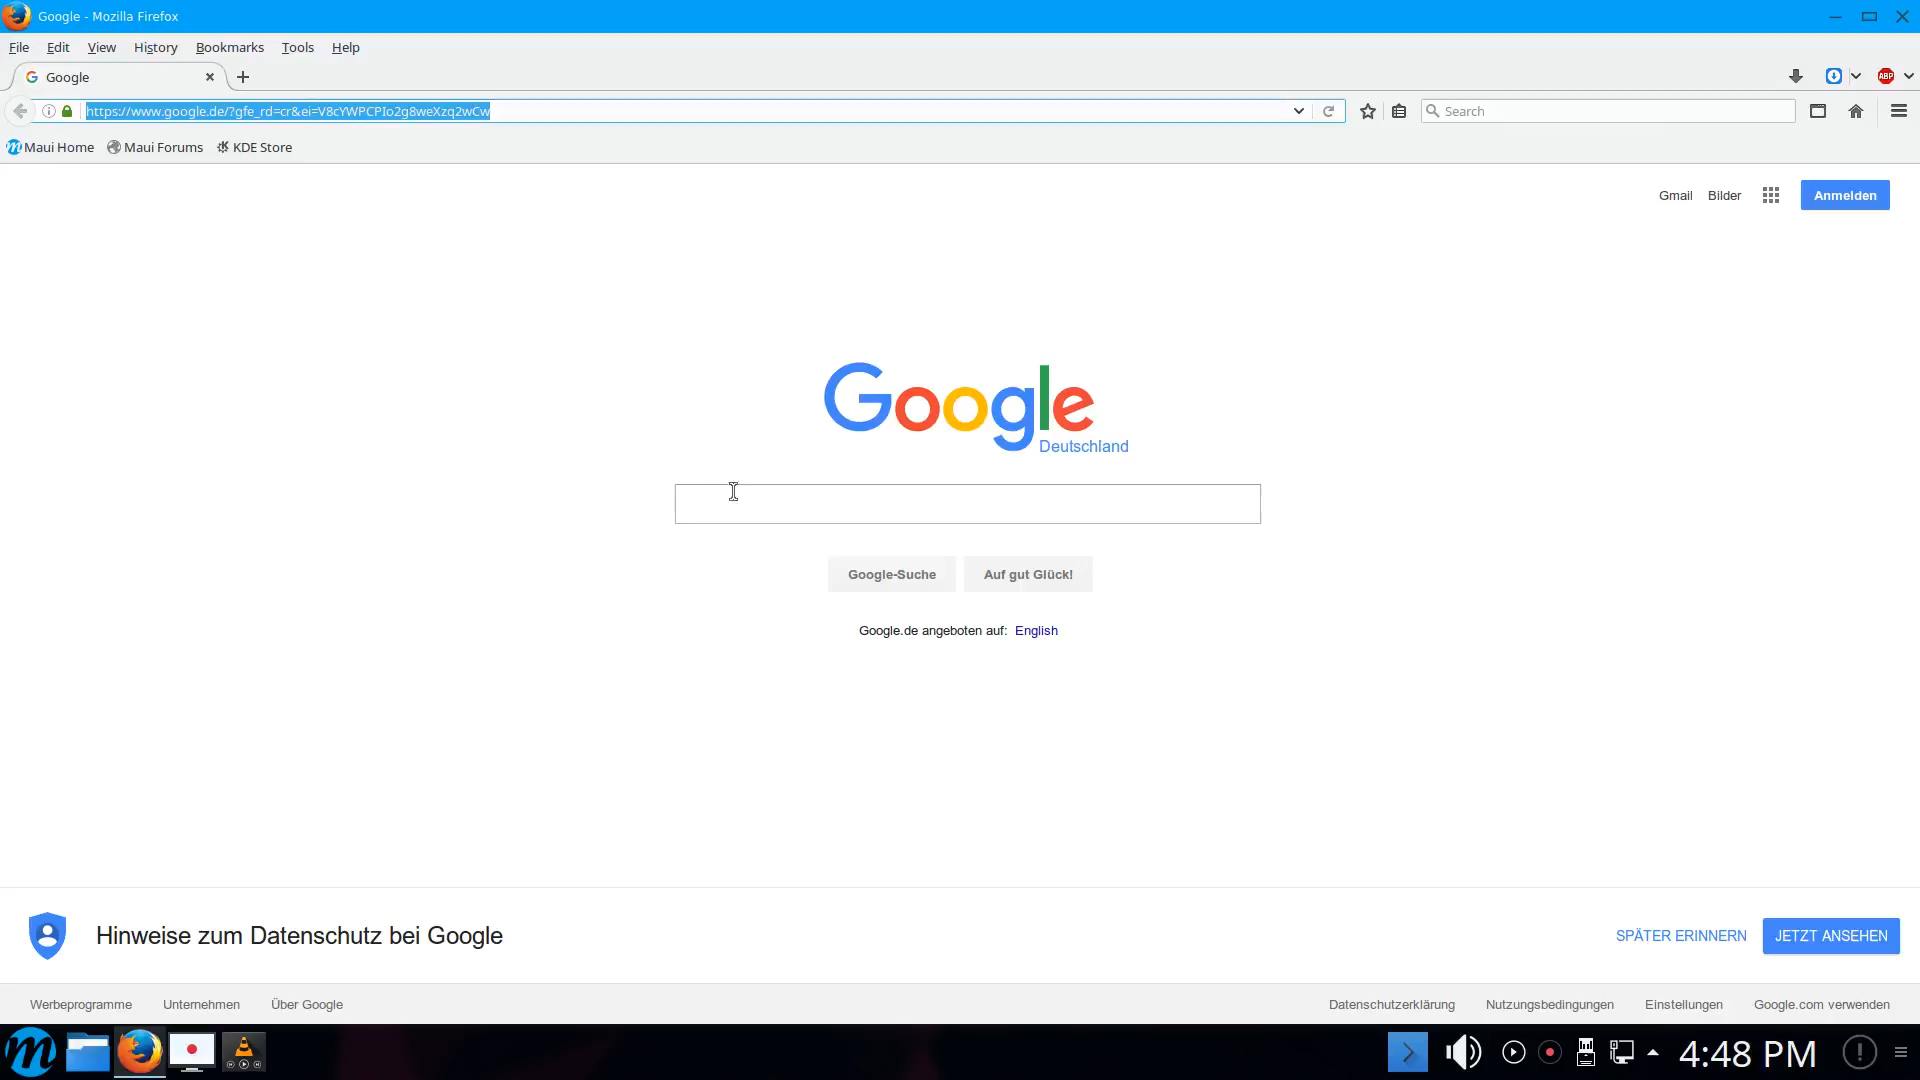 Google - Mozilla Firefox
File Edit View History Bookmarks Tools Help
Google
ABP
https://www.google.de/?gfe_rd=cr&ei=V8cYWPCPIo2g8weXzq2wCw
Search
Maui Home Maui Forums KDE Store
Gmail Bilder Anmelden
Google
Deutschland
Google-Suche Auf gut Glück!
Google.de angeboten auf: English
Hinweise zum Datenschutz bei Google SPÄTER ERINNERN JETZT ANSEHEN
Werbeprogramme Unternehmen Über Google Datenschutzerklärung Nutzungsbedingungen Einstellungen Google.com verwenden
4:48 PM